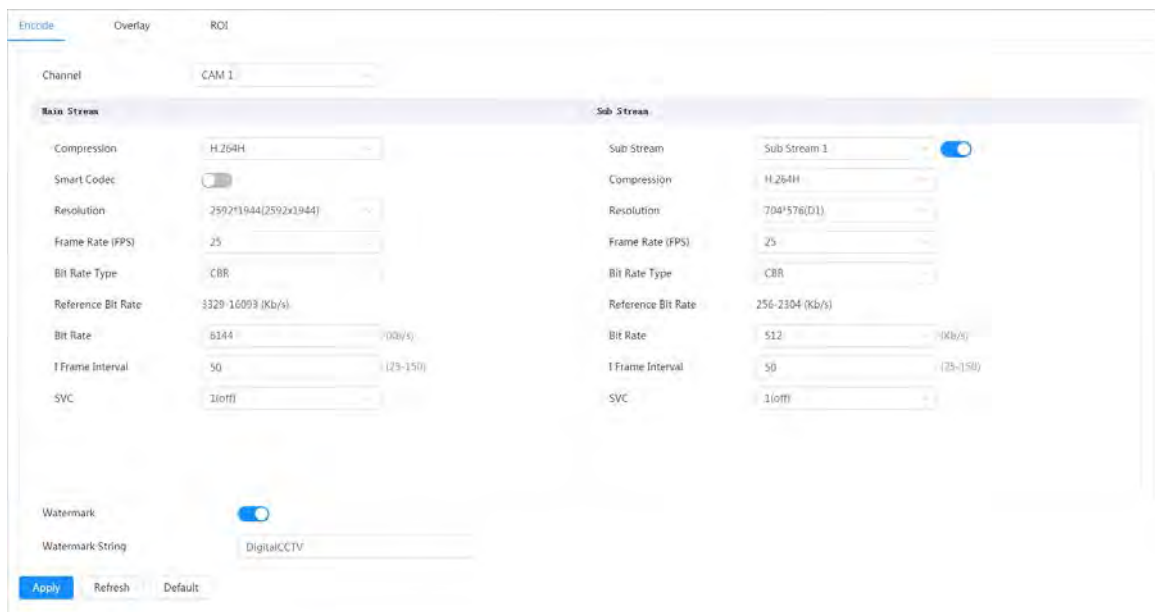 Encode Overlay ROI
Channel CAM 1
Main Stream Sub Stream
Compression H.264H Sub Stream Sub Stream 1
Smart Codec Compression H.264H
Resolution 2592*1944(2592x1944) Resolution 704*576(D1)
Frame Rate (FPS) 25 Frame Rate (FPS) 25
Bit Rate Type CBR Bit Rate Type CBR
Reference Bit Rate 3329-16093 (Kb/s) Reference Bit Rate 256-2304 (Kb/s)
Bit Rate 6144 (Kb/s) Bit Rate 512 (Kb/s)
I Frame Interval 50 (25-150) I Frame Interval 50 (25-150)
SVC 1(off) SVC 1(off)
Watermark
Watermark String DigitalCCTV
Apply Refresh Default